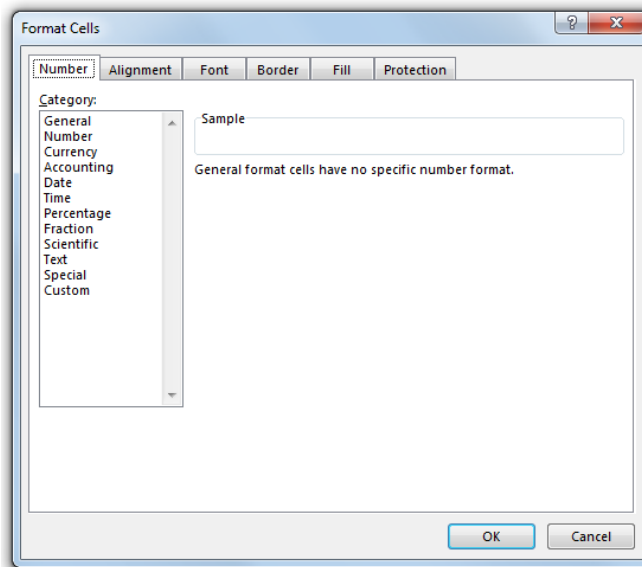 Format Cells
Number Alignment Font Border Fill Protection
Category:
General
Number
Currency
Accounting
Date
Time
Percentage
Fraction
Scientific
Text
Special
Custom
Sample
General format cells have no specific number format.
OK Cancel